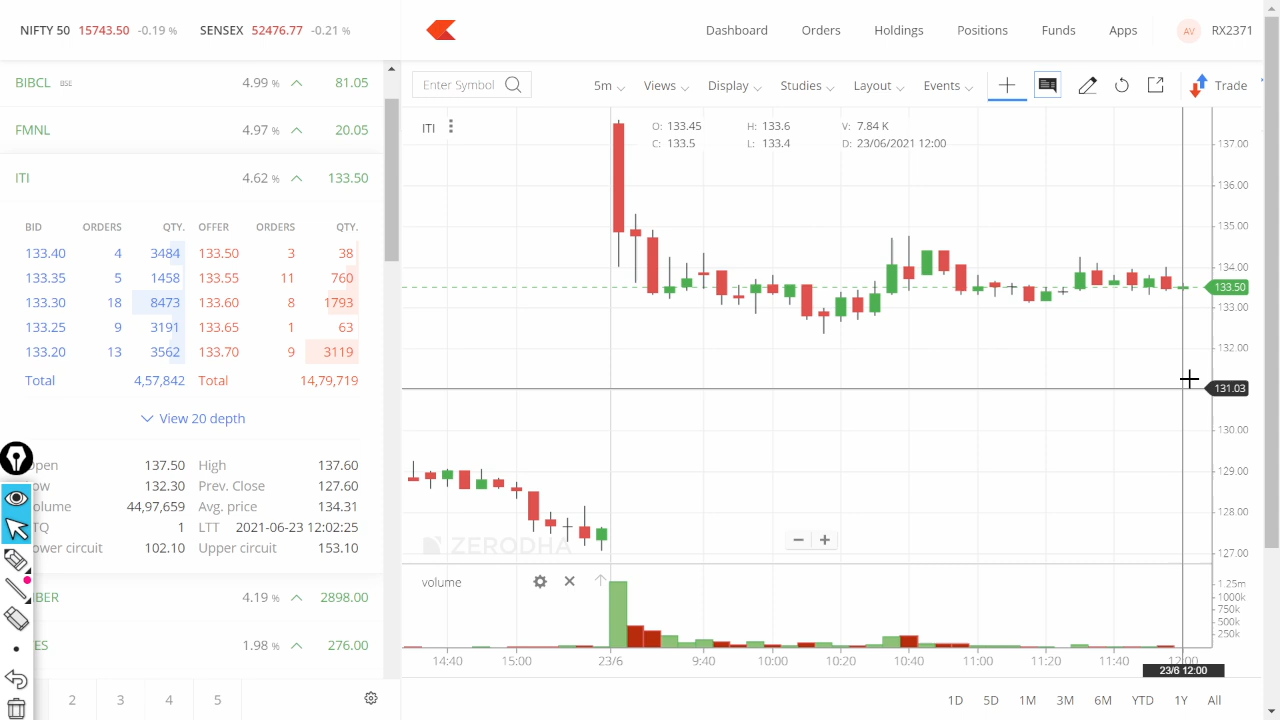 NIFTY 50 15743.50 -0.19 % SENSEX 52476.77 -0.21 %
Dashboard Orders Holdings Positions Funds Apps AV RX2371
BIBCL BSE 4.99 % 81.05
FMNL 4.97 % 20.05
ITI 4.62 % 133.50
BID ORDERS QTY. OFFER ORDERS QTY.
133.40 4 3484 133.50 3 38
133.35 5 1458 133.55 11 760
133.30 18 8473 133.60 8 1793
133.25 9 3191 133.65 1 63
133.20 13 3562 133.70 9 3119
Total 4,57,842 Total 14,79,719
View 20 depth
pen 137.50 High 137.60
ow 132.30 Prev. Close 127.60
olume 44,97,659 Avg. price 134.31
TQ 1 LTT 2021-06-23 12:02:25
ower circuit 102.10 Upper circuit 153.10
BER 4.19 % 2898.00
ES 1.98 % 276.00
2 3 4 5
Enter Symbol 5m Views Display Studies Layout Events Trade
ITI
O: 133.45 H: 133.6 V: 7.84 K
C: 133.5 L: 133.4 D: 23/06/2021 12:00
137.00
136.00
135.00
134.00
133.50
133.00
132.00
131.03
130.00
129.00
128.00
127.00
ZERODHA
volume
1.25m
1000k
750k
500k
250k
14:40 15:00 23/6 9:40 10:00 10:20 10:40 11:00 11:20 11:40 12:00
23/6 12:00
1D 5D 1M 3M 6M YTD 1Y All